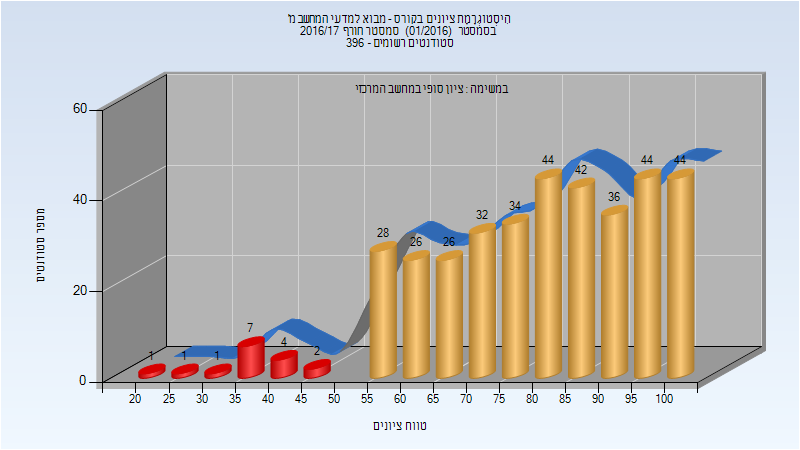 היסטוגרמת ציונים בקורס - מבוא למדעי המחשב מ'
בסמסטר (01/2016) סמסטר חורף 2016/17
סטודנטים רשומים - 396
במשימה : ציון סופי במחשב המרכזי
60
40
20
0
מספר סטודנטים
1 1 1 7 4 2 28 26 26 32 34 44 42 36 44 44
20 25 30 35 40 45 50 55 60 65 70 75 80 85 90 95 100
טווח ציונים